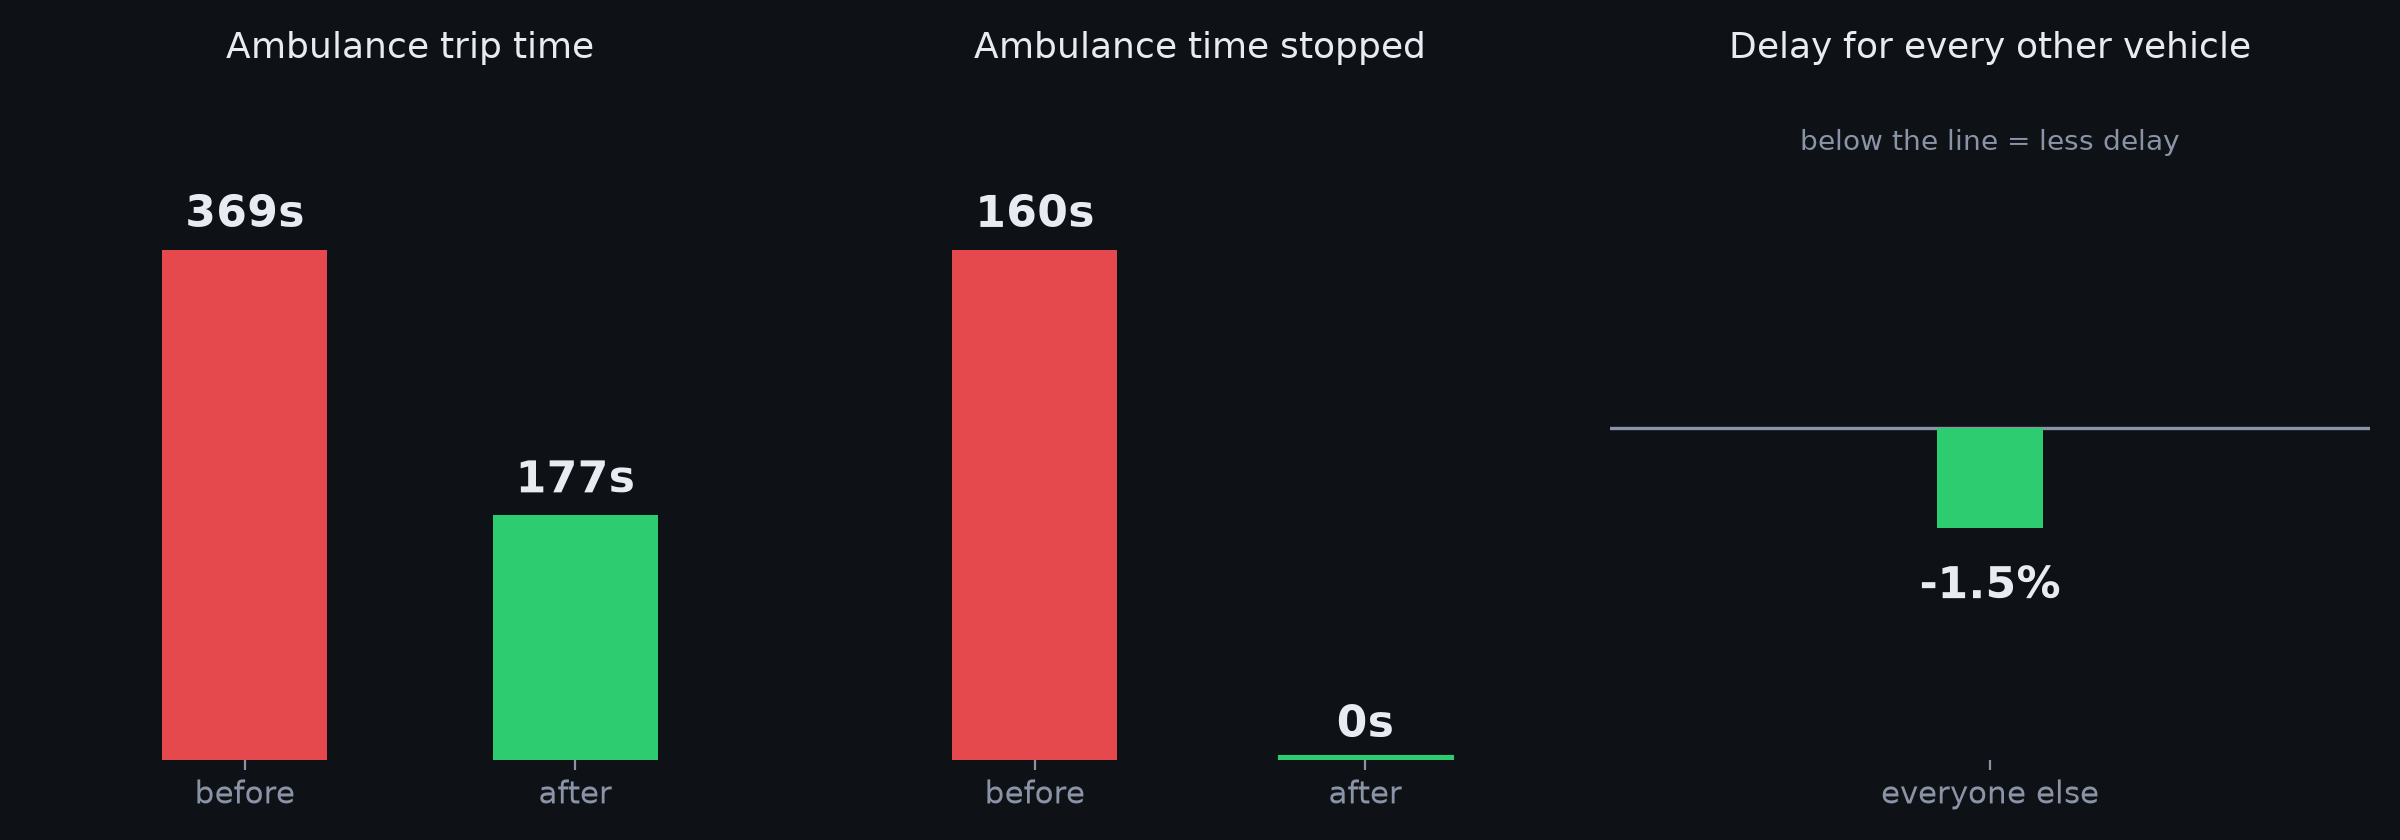 Ambulance trip time
369s
177s
before
after
Ambulance time stopped
160s
0s
before
after
Delay for every other vehicle
below the line = less delay
-1.5%
everyone else